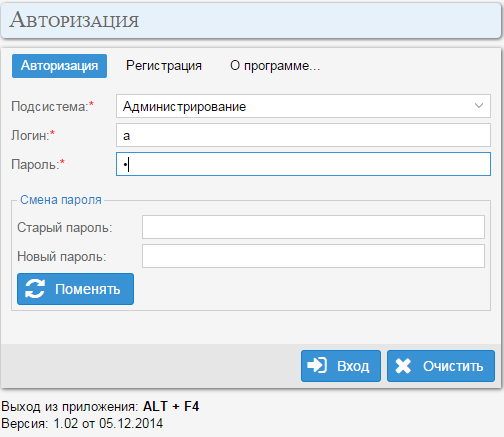 Авторизация
Авторизация Регистрация О программе...
Подсистема:* Администрирование
Логин:* а
Пароль:* •
Смена пароля
Старый пароль:
Новый пароль:
Поменять
Вход Очистить
Выход из приложения: ALT + F4
Версия: 1.02 от 05.12.2014